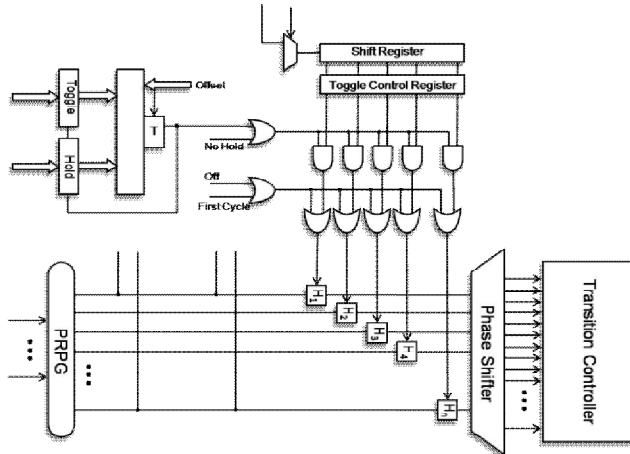 Shift Register
Toggle Control Register
Toggle
Offset
T
Hold
No Hold
Off
First Cycle
H1
H2
H3
H4
Hn
PRPG
Phase Shifter
Transition Controller